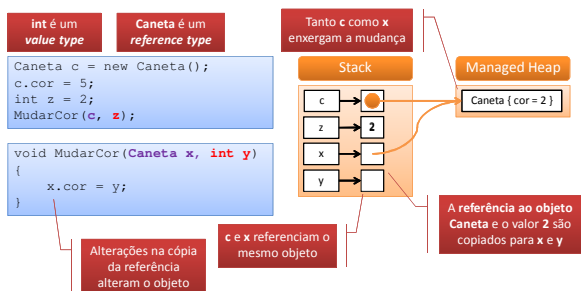 int é um
value type
Caneta é um
reference type
Tanto c como x
enxergam a mudança
Caneta c = new Caneta();
c.cor = 5;
int z = 2;
MudarCor(c, z);
void MudarCor(Caneta x, int y)
{
x.cor = y;
}
Stack
Managed Heap
c
z
2
x
y
Caneta { cor = 2 }
Alterações na cópia
da referência
alteram o objeto
c e x referenciam o
mesmo objeto
A referência ao objeto
Caneta e o valor 2 são
copiados para x e y